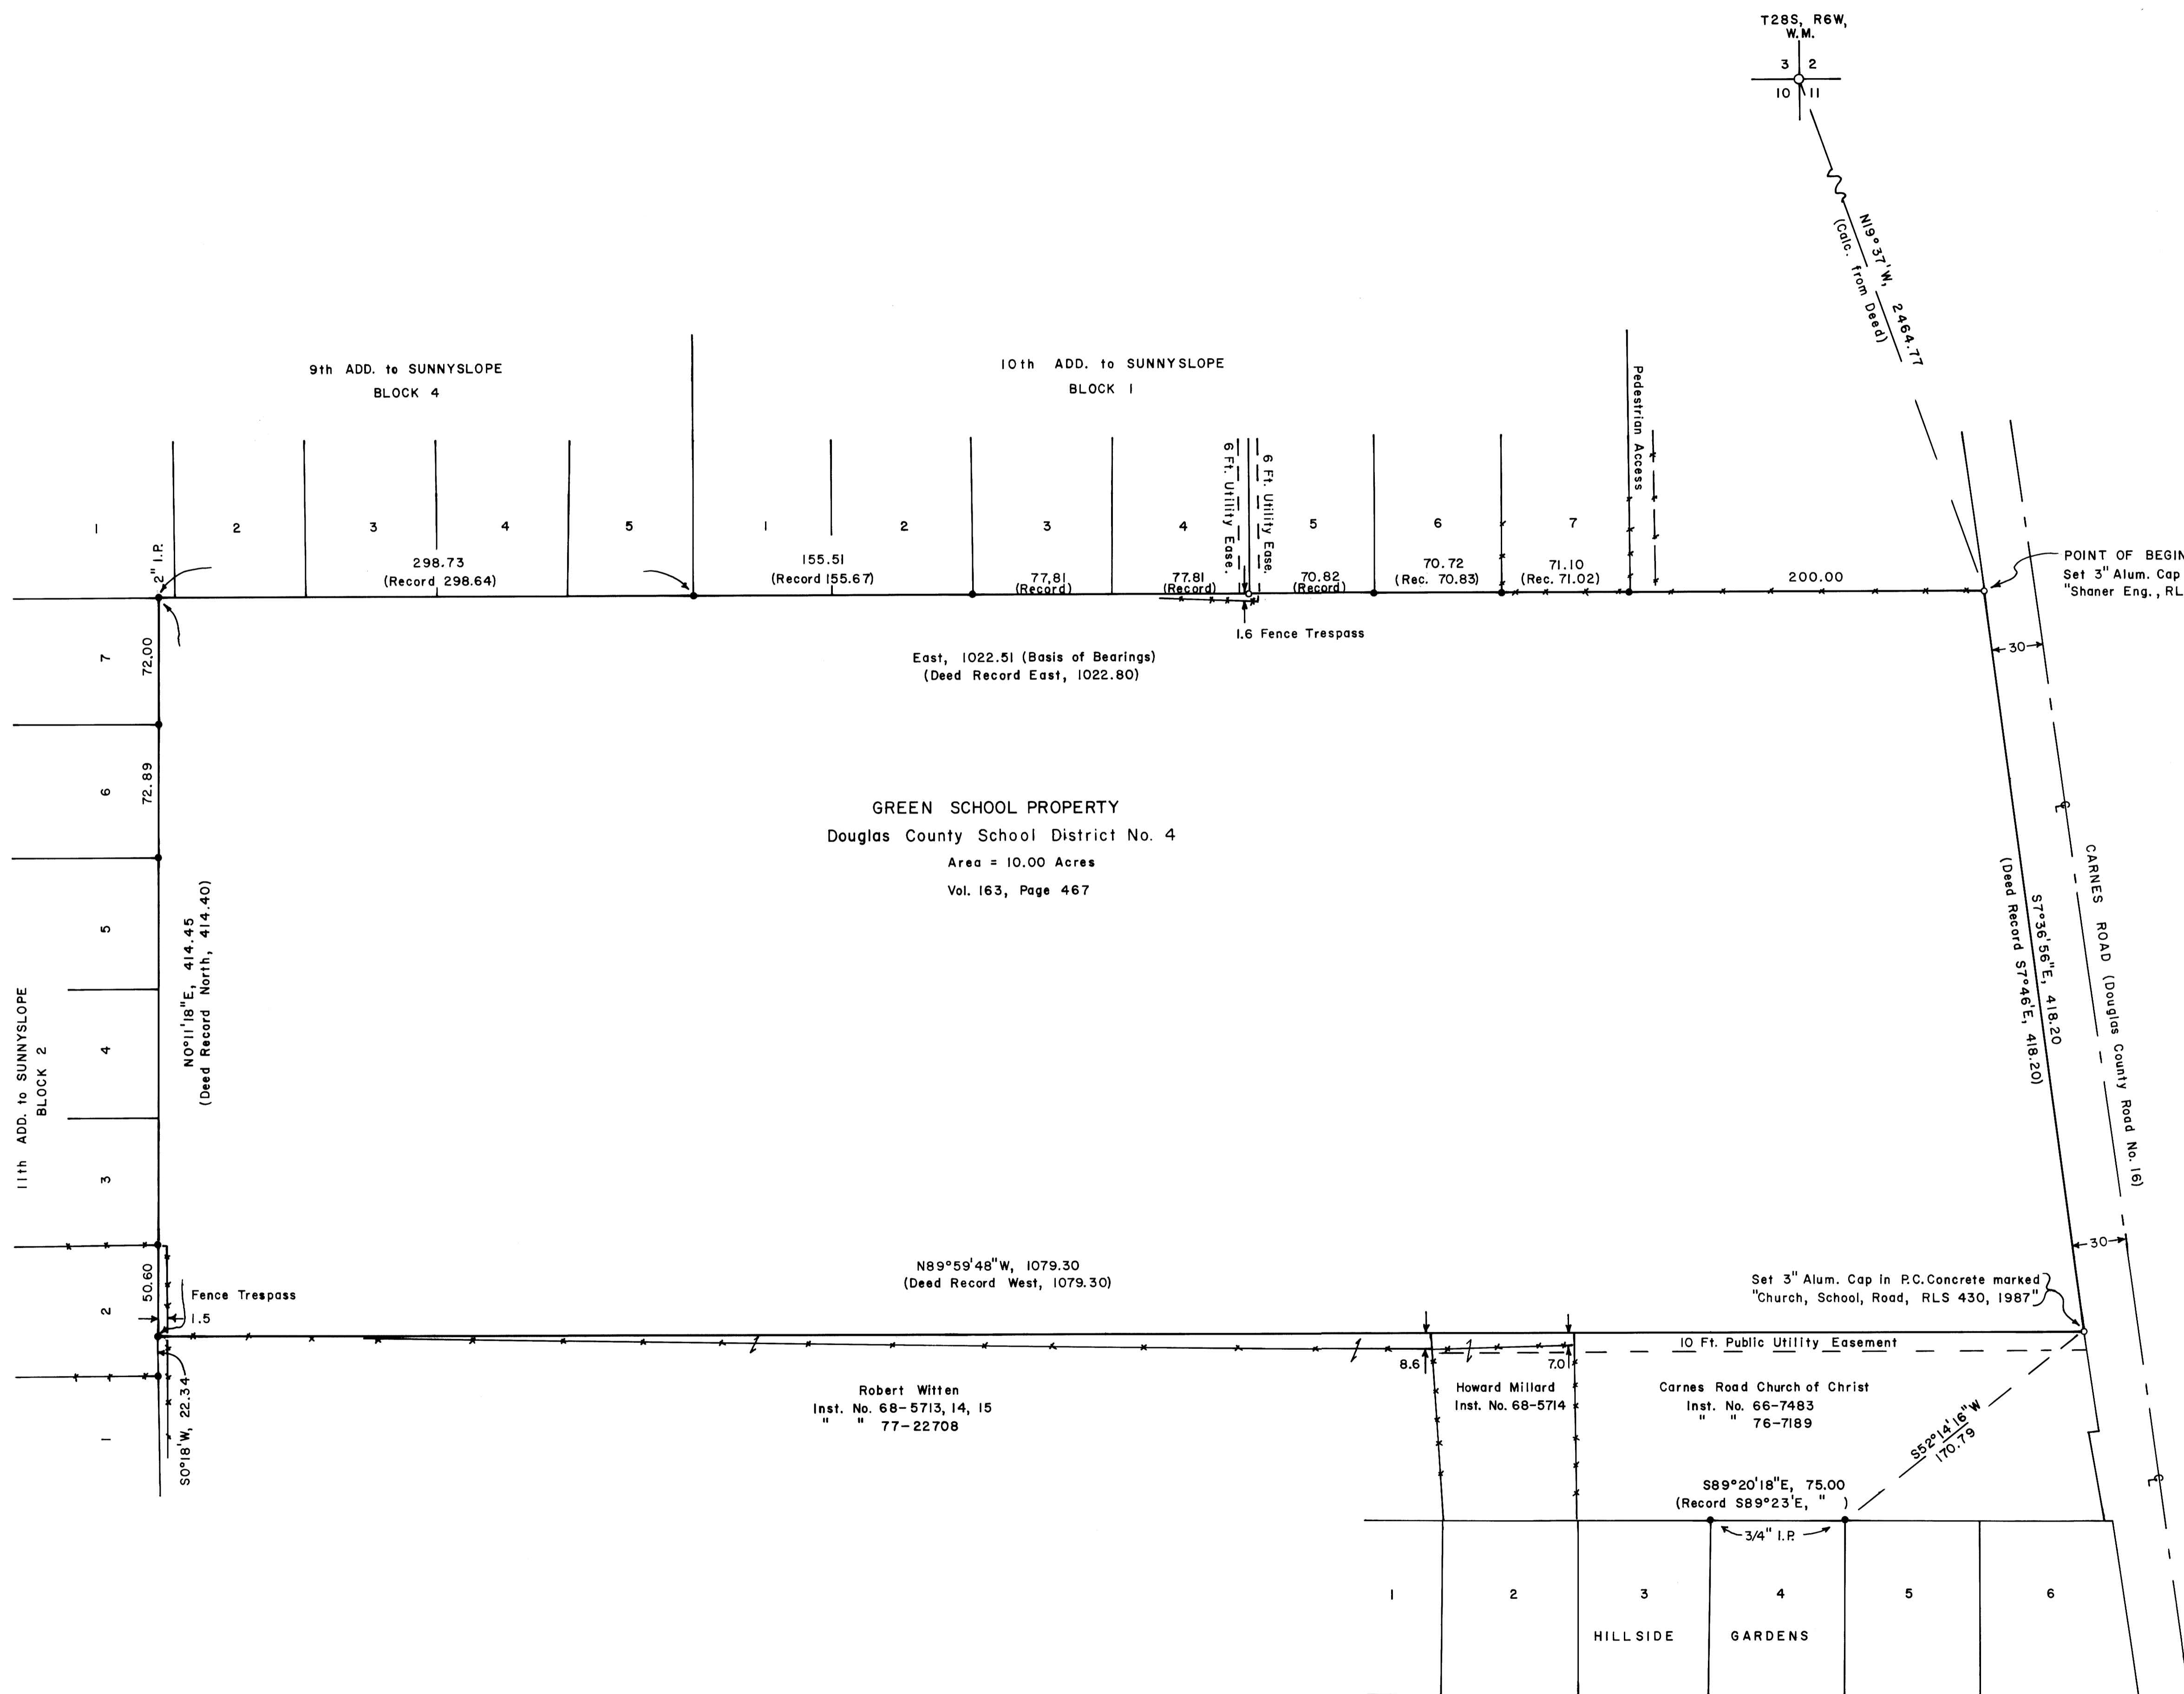 T28S, R6W,
W.M.
3 2
10 11
N19°37'W, 2464.77
(Calc. from Deed)
9th ADD. to SUNNYSLOPE
BLOCK 4
10th ADD. to SUNNYSLOPE
BLOCK 1
Pedestrian Access
6 Ft. Utility Ease.
6 Ft. Utility Ease.
1
2
3
4
5
1
2
3
4
5
6
7
2" I.P.
298.73
(Record 298.64)
155.51
(Record 155.67)
77.81
(Record)
77.81
(Record)
70.82
(Record)
70.72
(Rec. 70.83)
71.10
(Rec. 71.02)
200.00
POINT OF BEGIN
Set 3" Alum. Cap
"Shaner Eng., RL
1.6 Fence Trespass
30
East, 1022.51 (Basis of Bearings)
(Deed Record East, 1022.80)
7
72.00
6
72.89
5
4
3
2
1
11th ADD. to SUNNYSLOPE
BLOCK 2
N0°11'18"E, 414.45
(Deed Record North, 414.40)
GREEN SCHOOL PROPERTY
Douglas County School District No. 4
Area = 10.00 Acres
Vol. 163, Page 467
S7°36'56"E, 418.20
(Deed Record S7°46'E, 418.20)
CARNES ROAD (Douglas County Road No. 16)
30
50.60
Fence Trespass
1.5
S0°18'W, 22.34
N89°59'48"W, 1079.30
(Deed Record West, 1079.30)
Set 3" Alum. Cap in P.C.Concrete marked
"Church, School, Road, RLS 430, 1987"
10 Ft. Public Utility Easement
8.6
7.0
Robert Witten
Inst. No. 68-5713, 14, 15
" " 77-22708
Howard Millard
Inst. No. 68-5714
Carnes Road Church of Christ
Inst. No. 66-7483
" " 76-7189
S52°14'16"W
170.79
S89°20'18"E, 75.00
(Record S89°23'E, " )
3/4" I.P.
1
2
3
4
5
6
HILLSIDE GARDENS